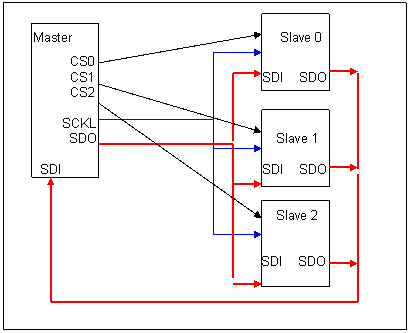 Master
CS0
CS1
CS2
SCKL
SDO
SDI
Slave 0
SDI SDO
Slave 1
SDI SDO
Slave 2
SDI SDO